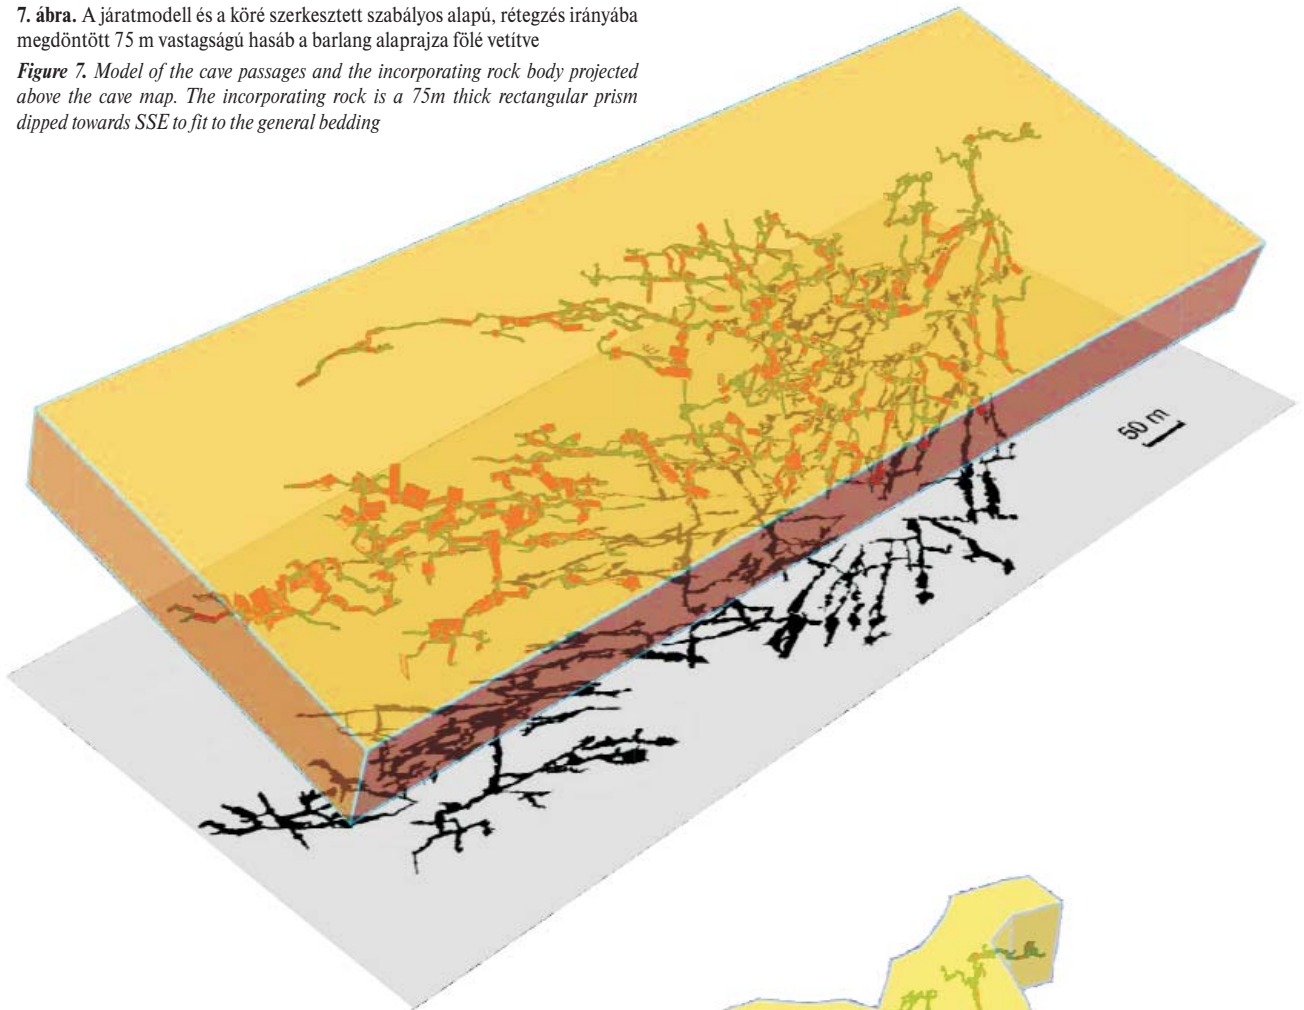 7. ábra. A járatmodell és a köré szerkesztett szabályos alapú, rétegzés irányába
megdöntött 75 m vastagságú hasáb a barlang alaprajza fölé vetítve
Figure 7. Model of the cave passages and the incorporating rock body projected
above the cave map. The incorporating rock is a 75m thick rectangular prism
dipped towards SSE to fit to the general bedding
50 m